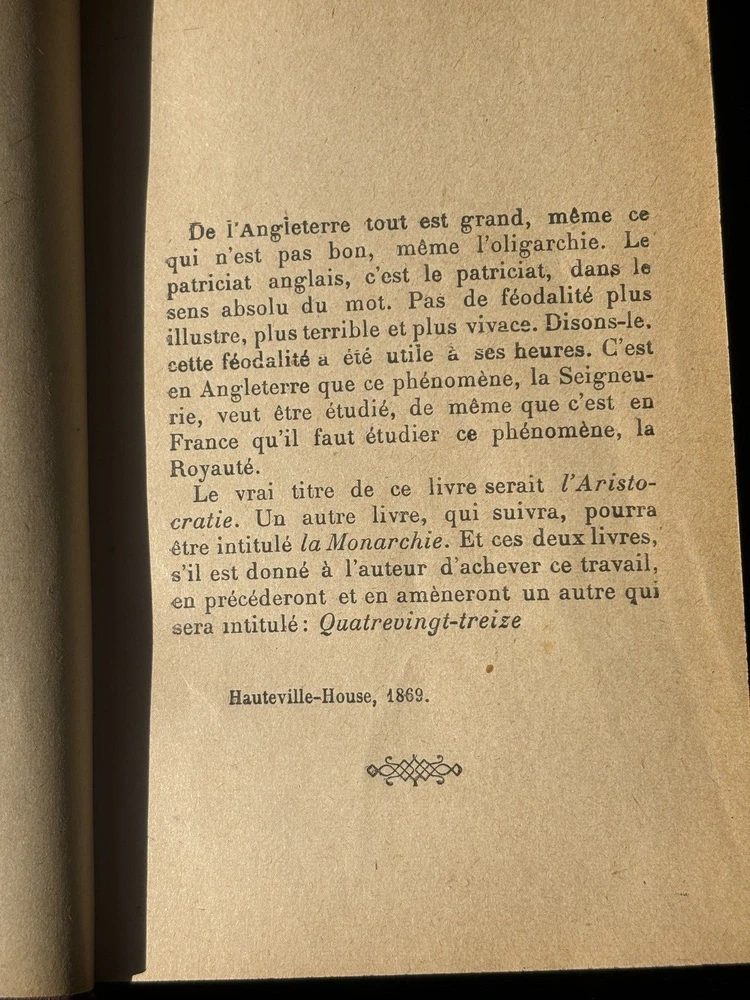 De l'Angleterre tout est grand, même ce
qui n'est pas bon, même l'oligarchie. Le
patriciat anglais, c'est le patriciat, dans le
sens absolu du mot. Pas de féodalité plus
illustre, plus terrible et plus vivace. Disons-le,
cette féodalité a été utile à ses heures. C'est
en Angleterre que ce phénomène, la Seigneu-
rie, veut être étudié, de même que c'est en
France qu'il faut étudier ce phénomène, la
Royauté.
Le vrai titre de ce livre serait l'Aristo-
cratie. Un autre livre, qui suivra, pourra
être intitulé la Monarchie. Et ces deux livres,
s'il est donné à l'auteur d'achever ce travail,
en précéderont et en amèneront un autre qui
sera intitulé : Quatrevingt-treize
Hauteville-House, 1869.